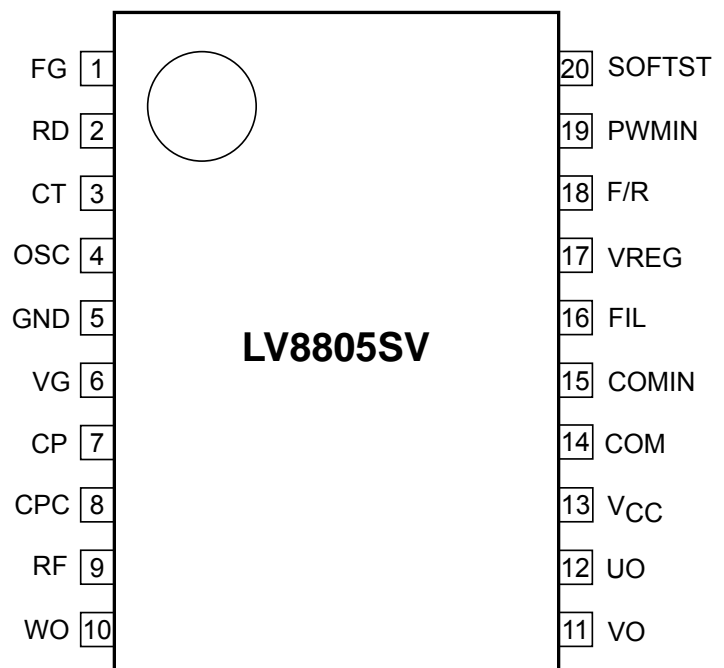 FG 1 20 SOFTST
RD 2 19 PWMIN
CT 3 18 F/R
OSC 4 17 VREG
GND 5 16 FIL
LV8805SV
VG 6 15 COMIN
CP 7 14 COM
CPC 8 13 VCC
RF 9 12 UO
WO 10 11 VO